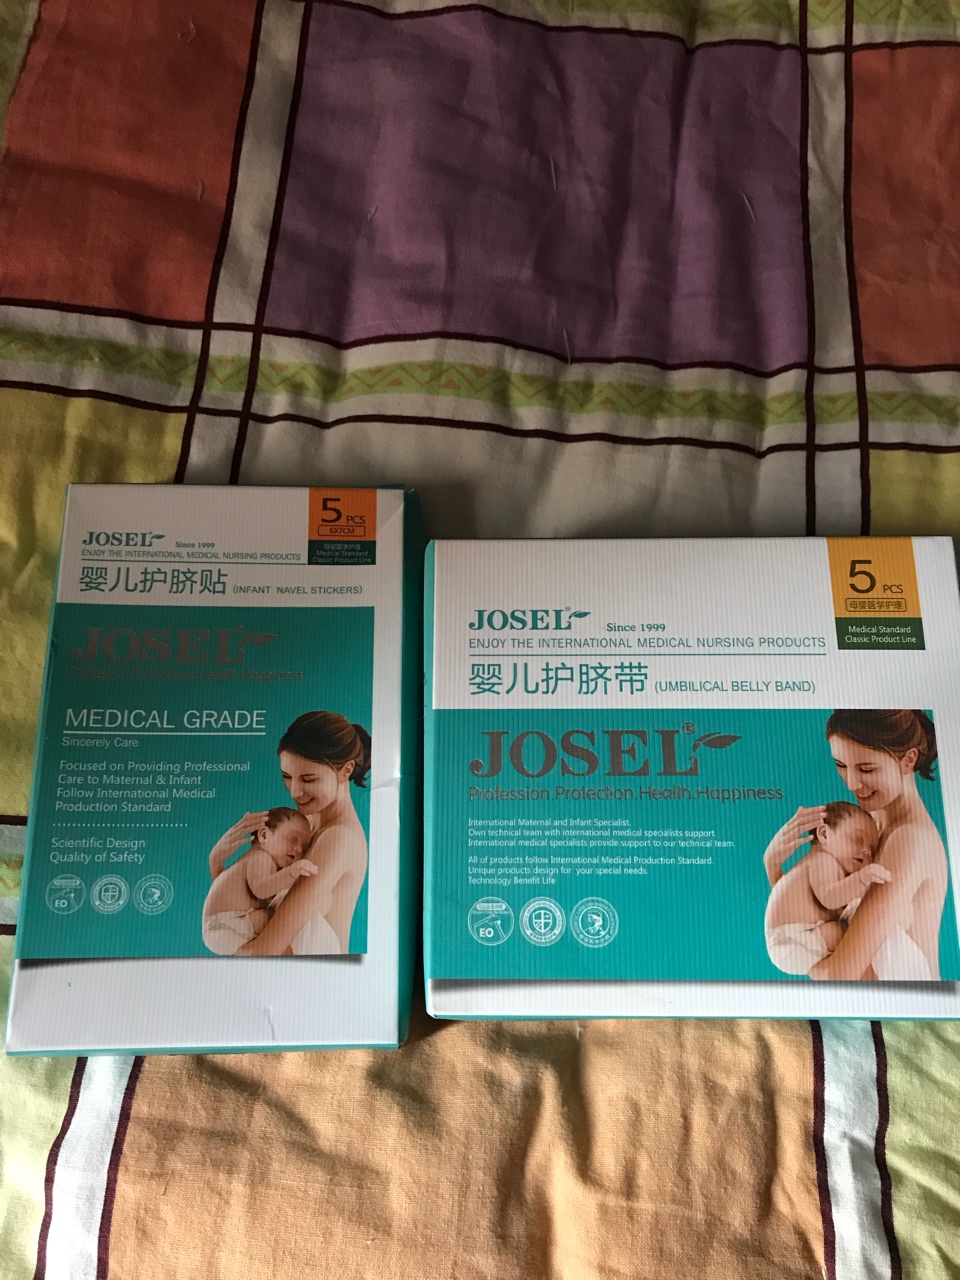 5 PCS
6X7CM
母婴医学护理
Medical Standard
Classic Product Line
JOSEL
Since 1999
ENJOY THE INTERNATIONAL MEDICAL NURSING PRODUCTS
婴儿护脐贴 (INFANT NAVEL STICKERS)
JOSEL
Profession.Protection.Health.Happiness
MEDICAL GRADE
Sincerely Care
Focused on Providing Professional
Care to Maternal & Infant
Follow International Medical
Production Standard
Scientific Design
Quality of Safety
EO
5 PCS
母婴医学护理
Medical Standard
Classic Product Line
JOSEL®
Since 1999
ENJOY THE INTERNATIONAL MEDICAL NURSING PRODUCTS
婴儿护脐带 (UMBILICAL BELLY BAND)
JOSEL®
Profession.Protection.Health.Happiness
International Maternal and Infant Specialist.
Own technical team with international medical specialists support.
International medical specialists provide support to our technical team.
All of products follow International Medical Production Standard
Unique products design for your special needs.
Technology Benefit Life
EO